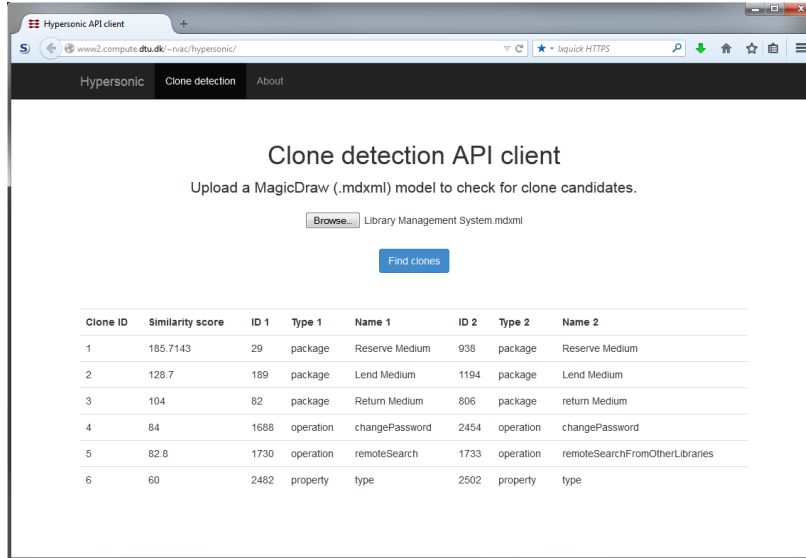 Hypersonic API client
www2.compute.dtu.dk/~rvac/hypersonic/
Ixquick HTTPS
Hypersonic Clone detection About
Clone detection API client
Upload a MagicDraw (.mdxml) model to check for clone candidates.
Browse... Library Management System.mdxml
Find clones
Clone ID Similarity score ID 1 Type 1 Name 1 ID 2 Type 2 Name 2
1 185.7143 29 package Reserve Medium 938 package Reserve Medium
2 128.7 189 package Lend Medium 1194 package Lend Medium
3 104 82 package Return Medium 806 package return Medium
4 84 1688 operation changePassword 2454 operation changePassword
5 82.8 1730 operation remoteSearch 1733 operation remoteSearchFromOtherLibraries
6 60 2482 property type 2502 property type